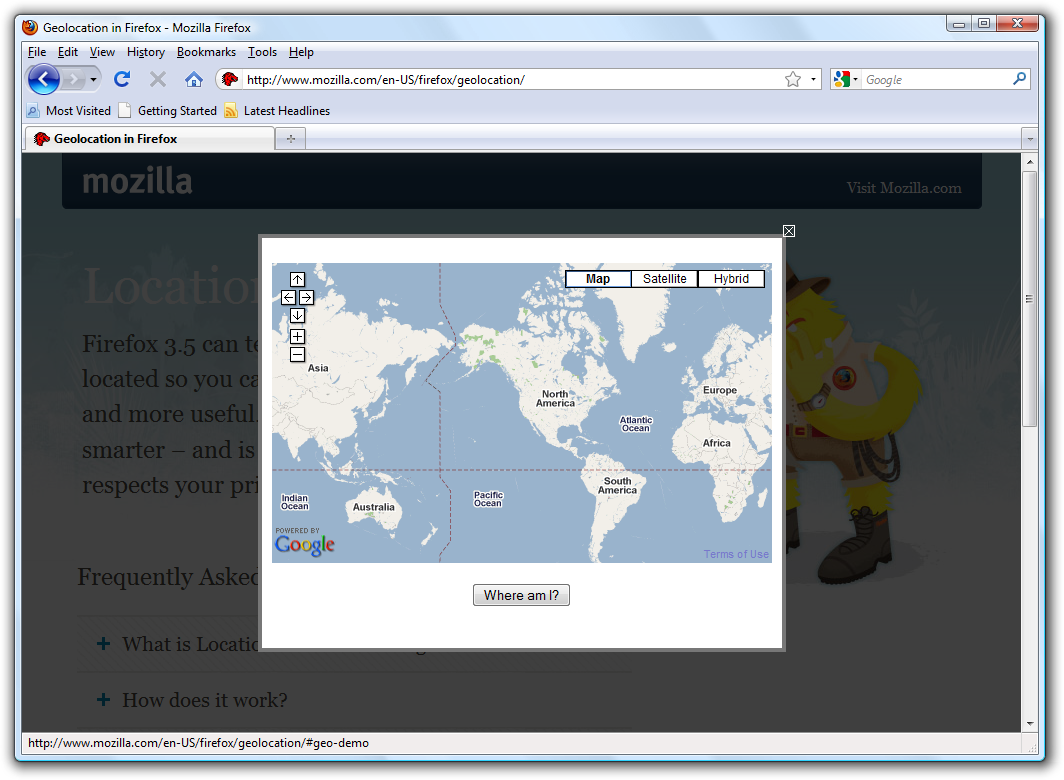 Geolocation in Firefox - Mozilla Firefox
File Edit View History Bookmarks Tools Help
http://www.mozilla.com/en-US/firefox/geolocation/
Google
Most Visited Getting Started Latest Headlines
Geolocation in Firefox
mozilla
Visit Mozilla.com
Location
Firefox 3.5 can te
located so you ca
and more useful.
smarter – and is
respects your pri
Map Satellite Hybrid
Asia
North
America
Europe
Atlantic
Ocean
Africa
South
America
Indian
Ocean
Pacific
Ocean
Australia
POWERED BY
Google
Terms of Use
Where am I?
Frequently Asked
What is Locatio
How does it work?
http://www.mozilla.com/en-US/firefox/geolocation/#geo-demo